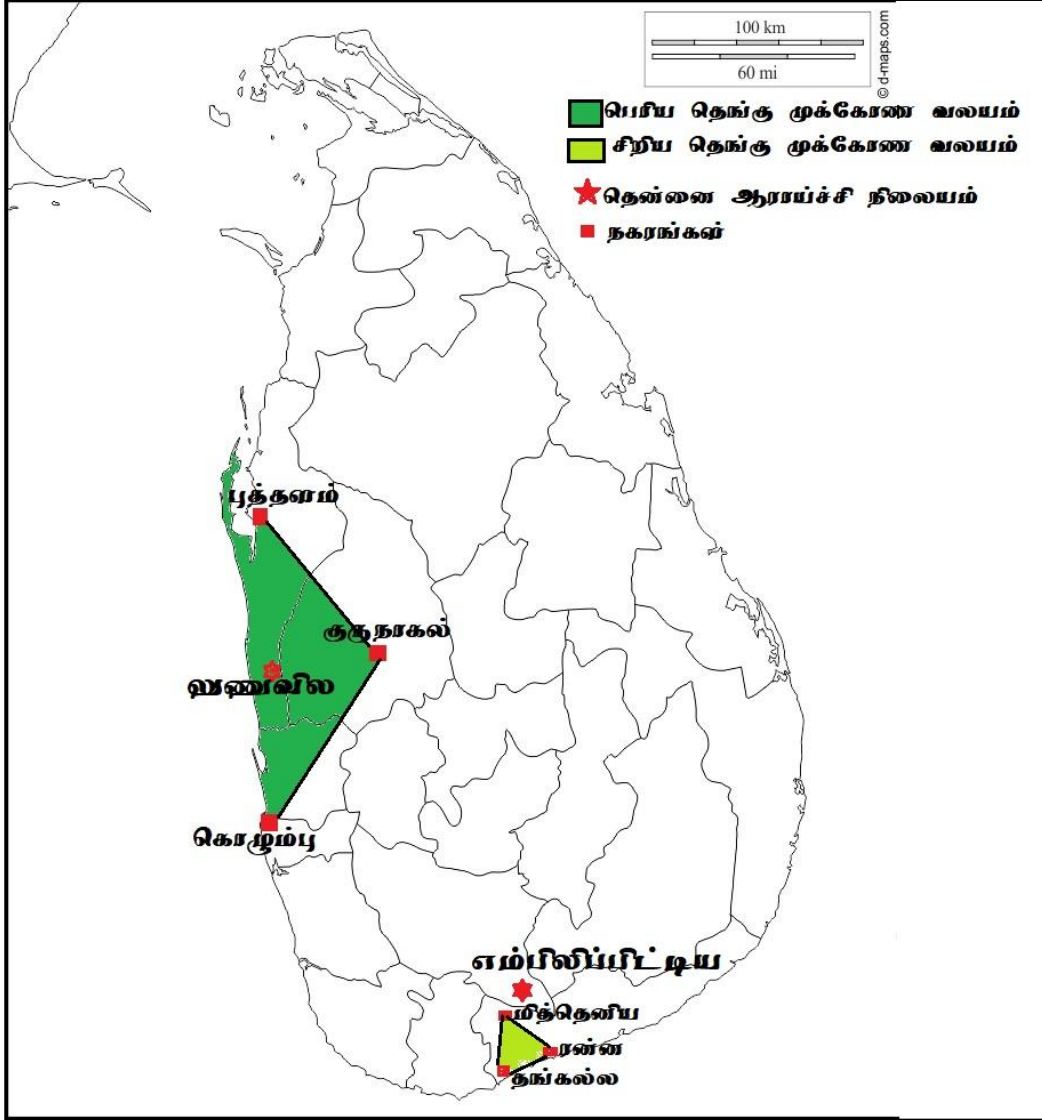 100 km
60 mi
© d-maps.com
பெரிய தெங்கு முக்கோண வலயம்
சிறிய தெங்கு முக்கோண வலயம்
தென்னை ஆராய்ச்சி நிலையம்
நகரங்கள்
புத்தளம்
குருநாகல்
லுணுவில
கொழும்பு
எம்பிலிப்பிட்டிய
மித்தெனிய
ரன்ன
தங்கல்ல